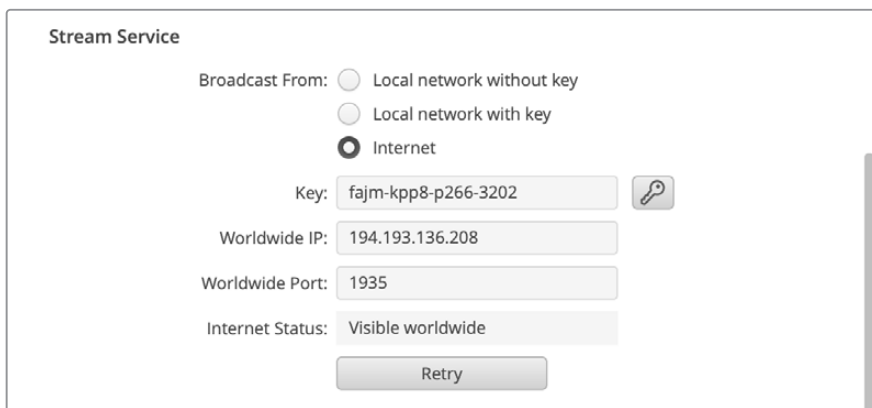 Stream Service
Broadcast From: Local network without key
Local network with key
Internet
Key: fajm-kpp8-p266-3202
Worldwide IP: 194.193.136.208
Worldwide Port: 1935
Internet Status: Visible worldwide
Retry